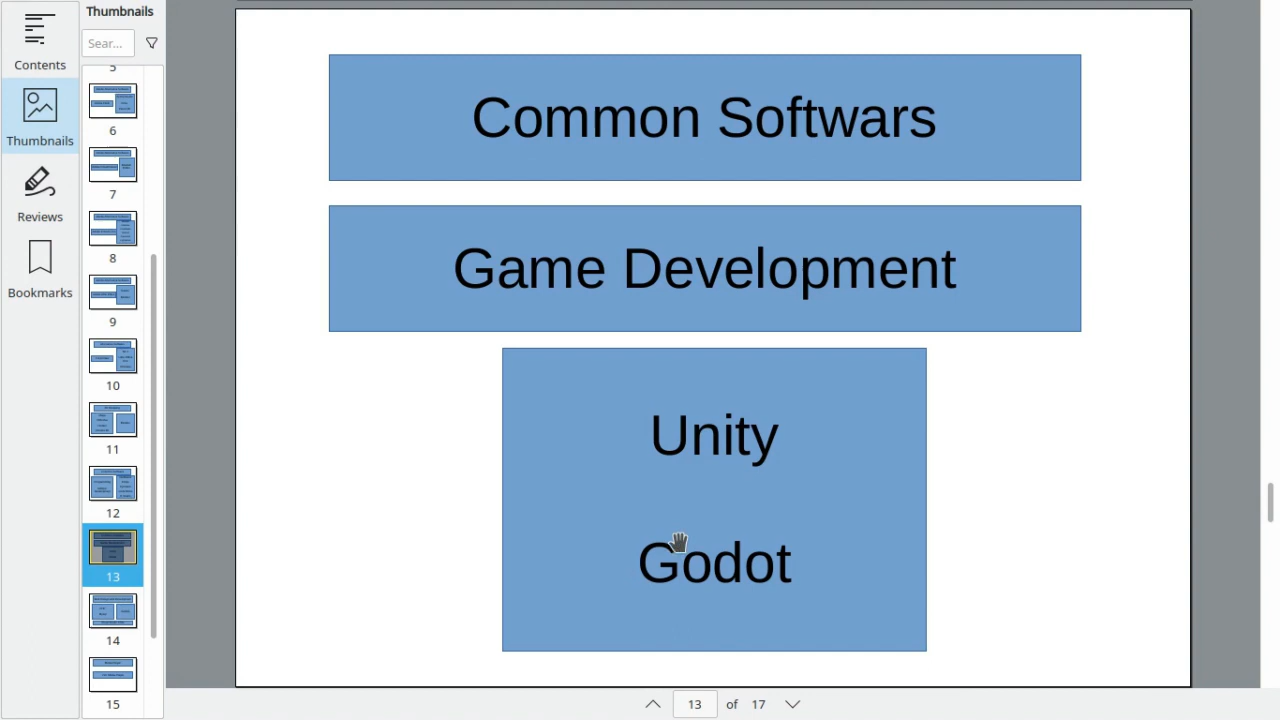 Thumbnails
Sear...
Contents
Thumbnails
Reviews
Bookmarks
5
6
7
8
9
10
11
12
13
14
15
Common Softwars
Game Development
Unity
Godot
13 of 17